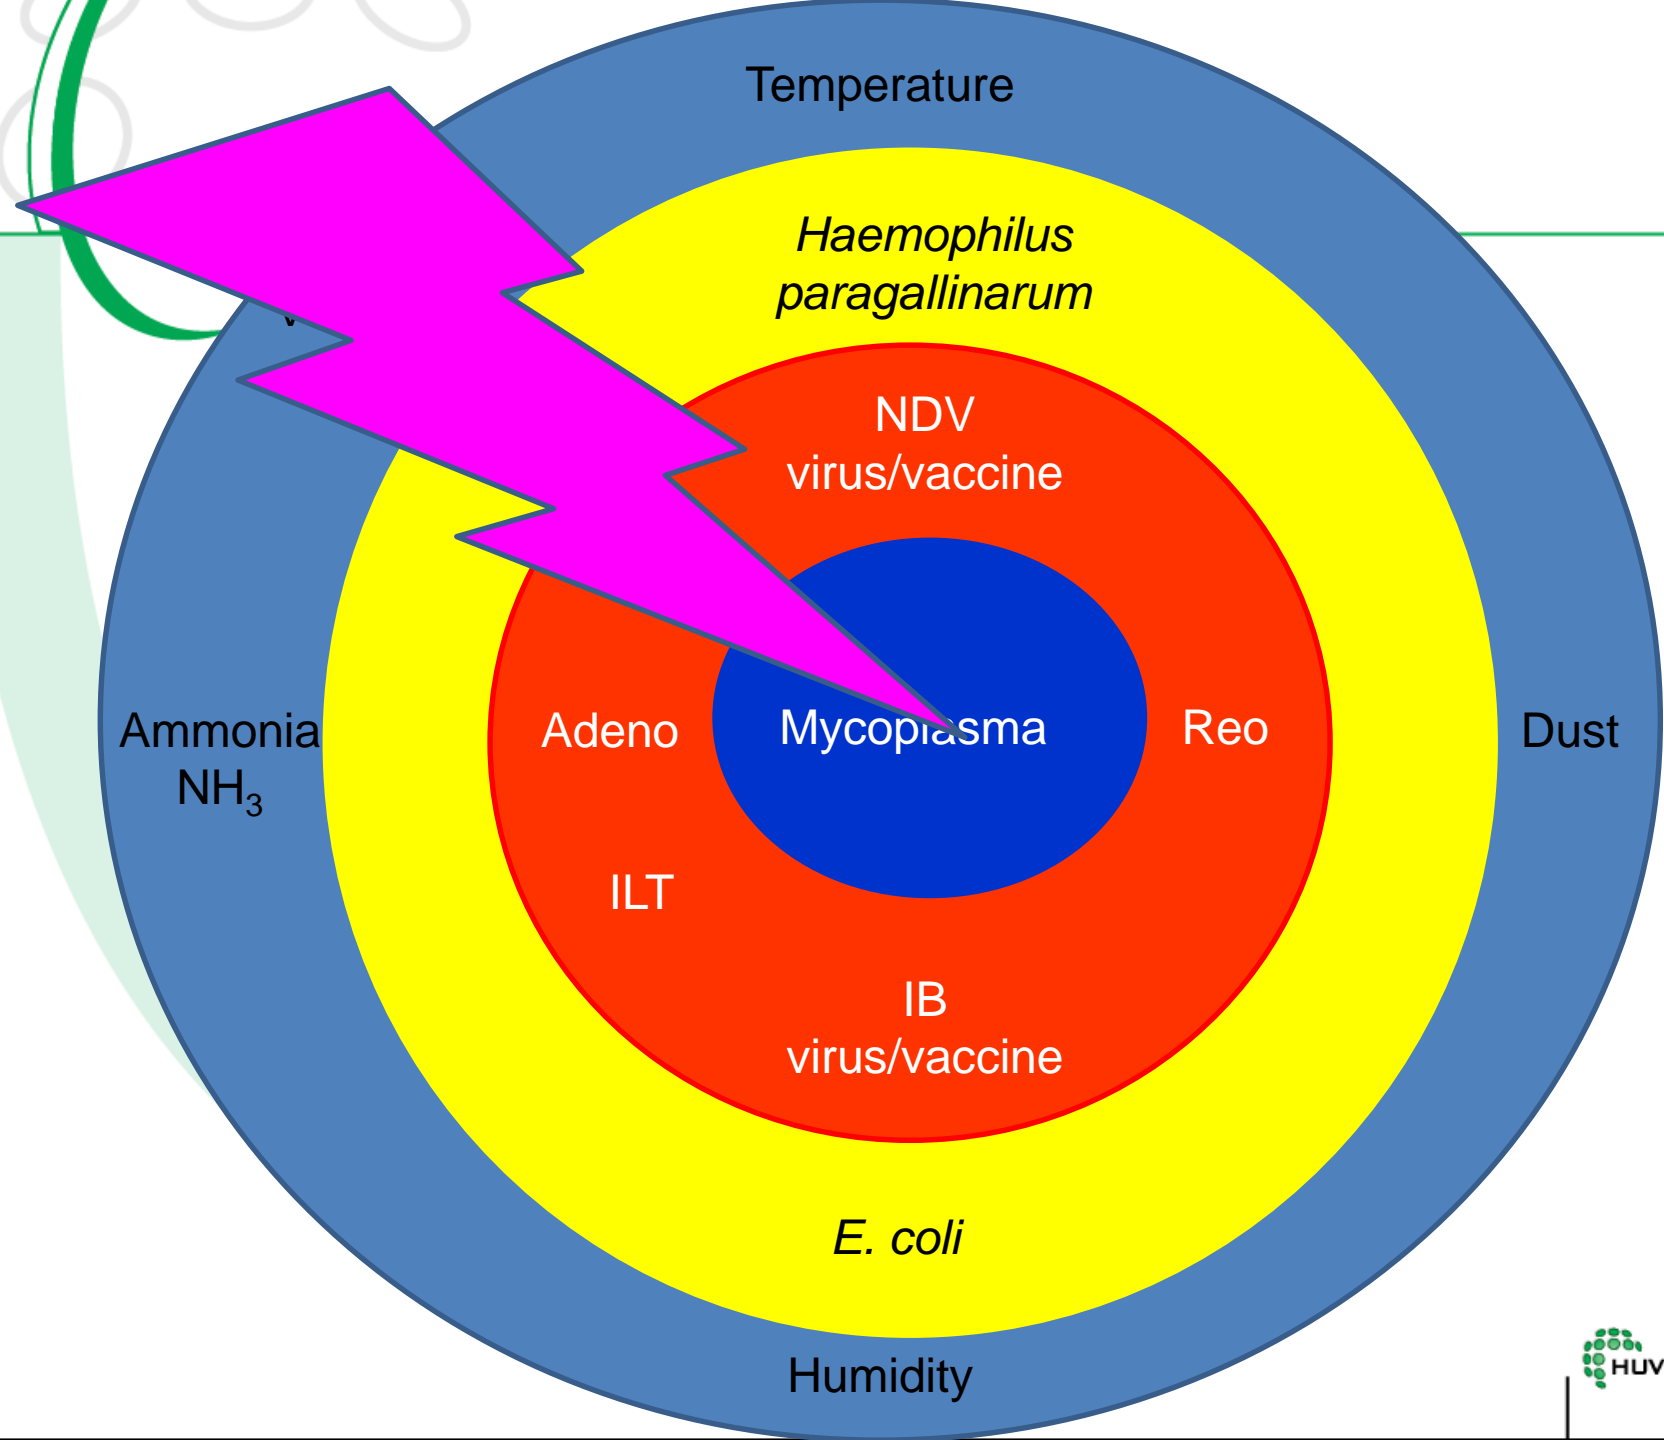 Temperature
Haemophilus
paragallinarum
NDV
virus/vaccine
Ammonia
NH₃
Adeno
Mycoplasma
Reo
Dust
ILT
IB
virus/vaccine
E. coli
Humidity
HUV